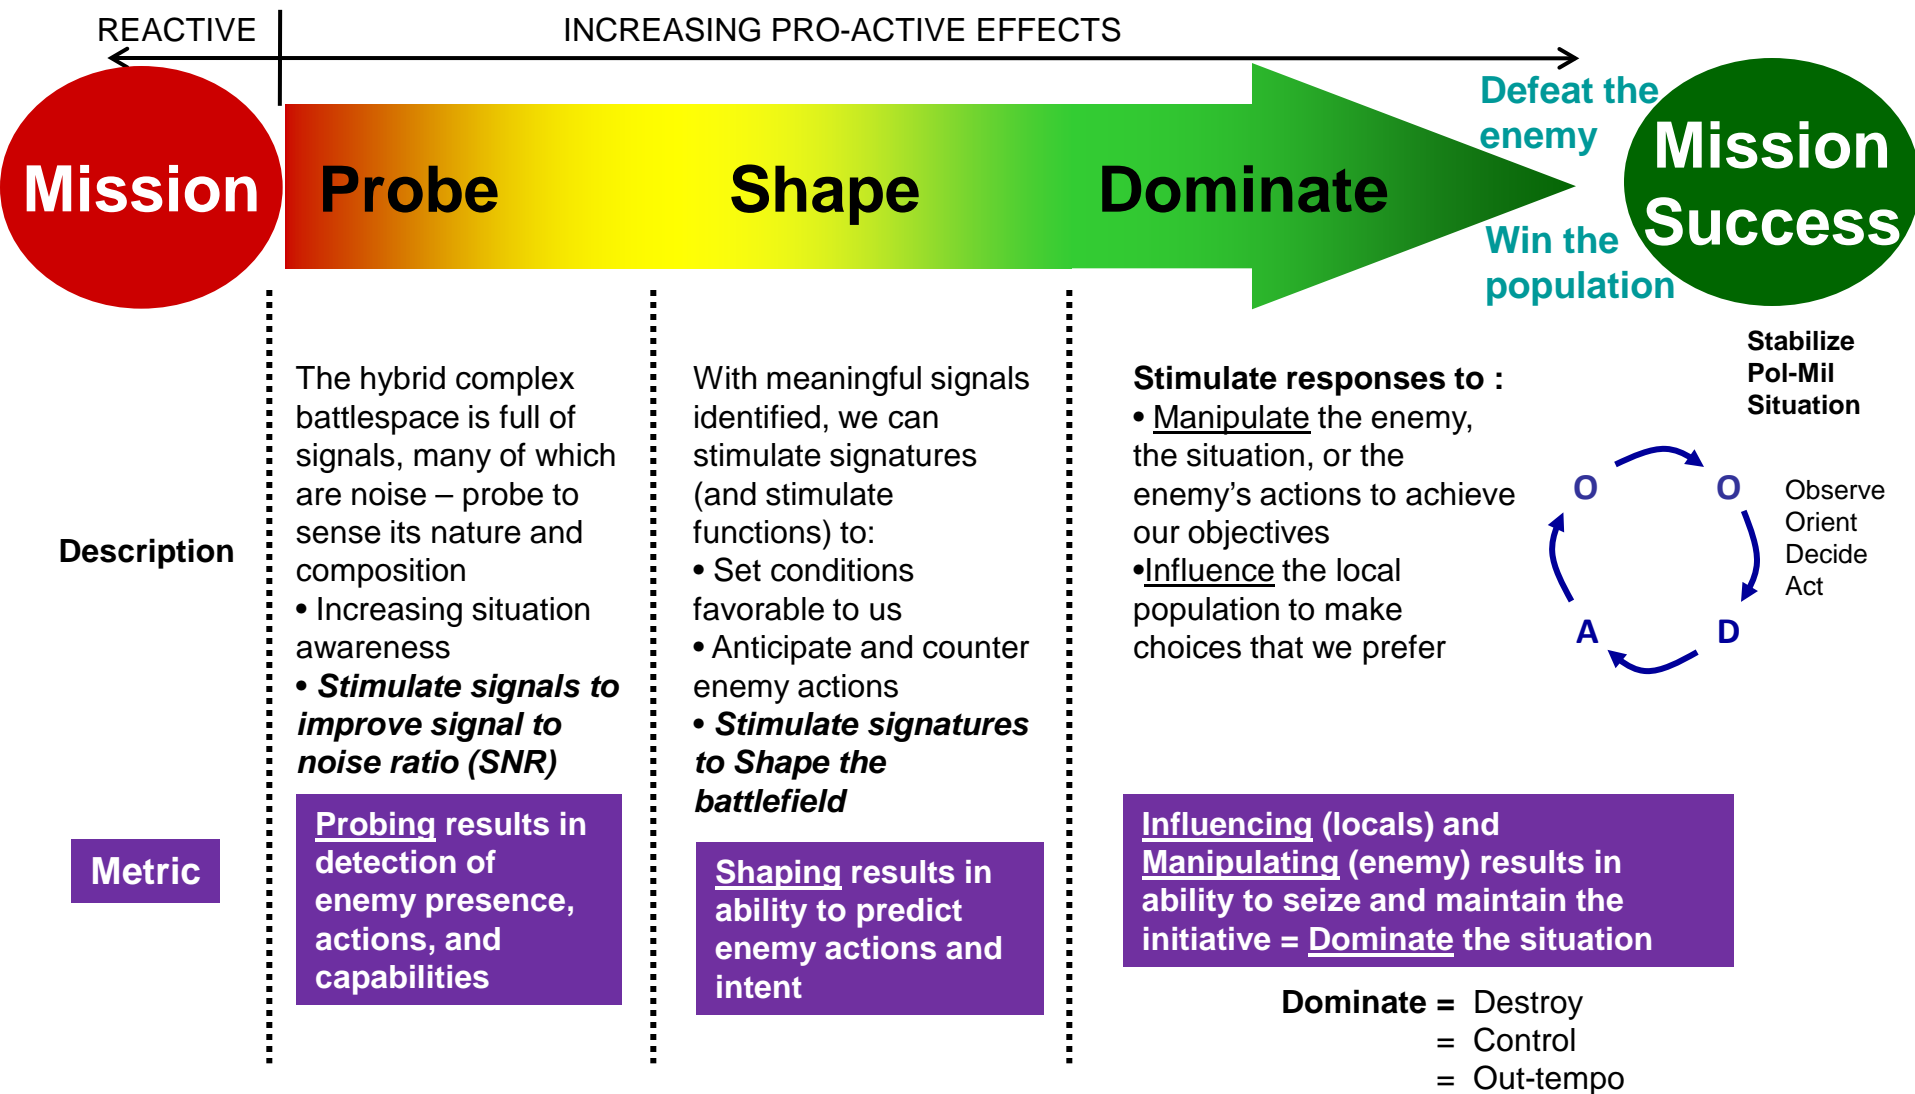 REACTIVE
INCREASING PRO-ACTIVE EFFECTS
Mission
Probe
Shape
Dominate
Defeat the
enemy
Win the
population
Mission
Success
Stabilize
Pol-Mil
Situation
Description
The hybrid complex
battlespace is full of
signals, many of which
are noise – probe to
sense its nature and
composition
• Increasing situation
awareness
• Stimulate signals to
improve signal to
noise ratio (SNR)
With meaningful signals
identified, we can
stimulate signatures
(and stimulate
functions) to:
• Set conditions
favorable to us
• Anticipate and counter
enemy actions
• Stimulate signatures
to Shape the
battlefield
Stimulate responses to :
• Manipulate the enemy,
the situation, or the
enemy's actions to achieve
our objectives
•Influence the local
population to make
choices that we prefer
O
O
A
D
Observe
Orient
Decide
Act
Metric
Probing results in
detection of
enemy presence,
actions, and
capabilities
Shaping results in
ability to predict
enemy actions and
intent
Influencing (locals) and
Manipulating (enemy) results in
ability to seize and maintain the
initiative = Dominate the situation
Dominate = Destroy
= Control
= Out-tempo